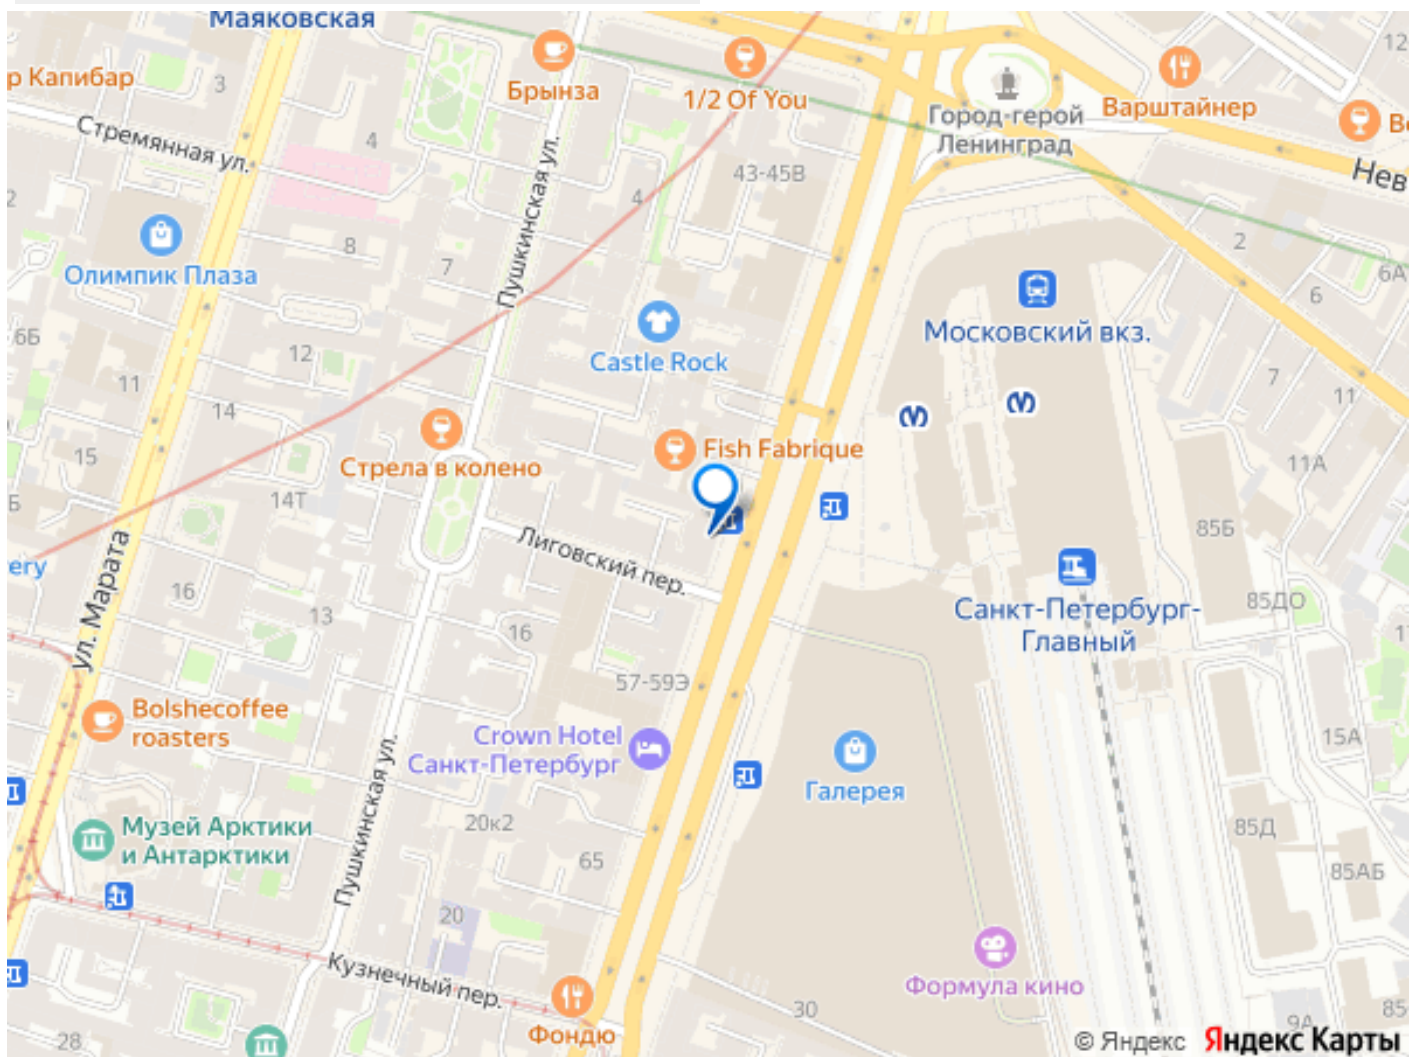 Маяковская
р Капибар
3
Стремянная ул.
4
Брынза
1/2 Of You
Город-герой
Ленинград
Варштайнер
12
Нев
43-45В
4
2
8
7
Олимпик Плаза
Пушкинская ул.
2
6А
6
Московский вкз.
Castle Rock
6Б
12
11
14
7
11
15
Стрела в колено
Fish Fabrique
11А
14Т
Б
85Б
Лиговский пер.
ул. Марата
ery
16
13
16
Санкт-Петербург-
Главный
85ДО
57-59Э
Bolshecoffee
roasters
Crown Hotel
Санкт-Петербург
15А
Галерея
Пушкинская ул.
Музей Арктики
и Антарктики
20к2
65
85Д
85АБ
20
Кузнечный пер.
Формула кино
30
Фондю
28
9А
85-
© Яндекс Яндекс Карты